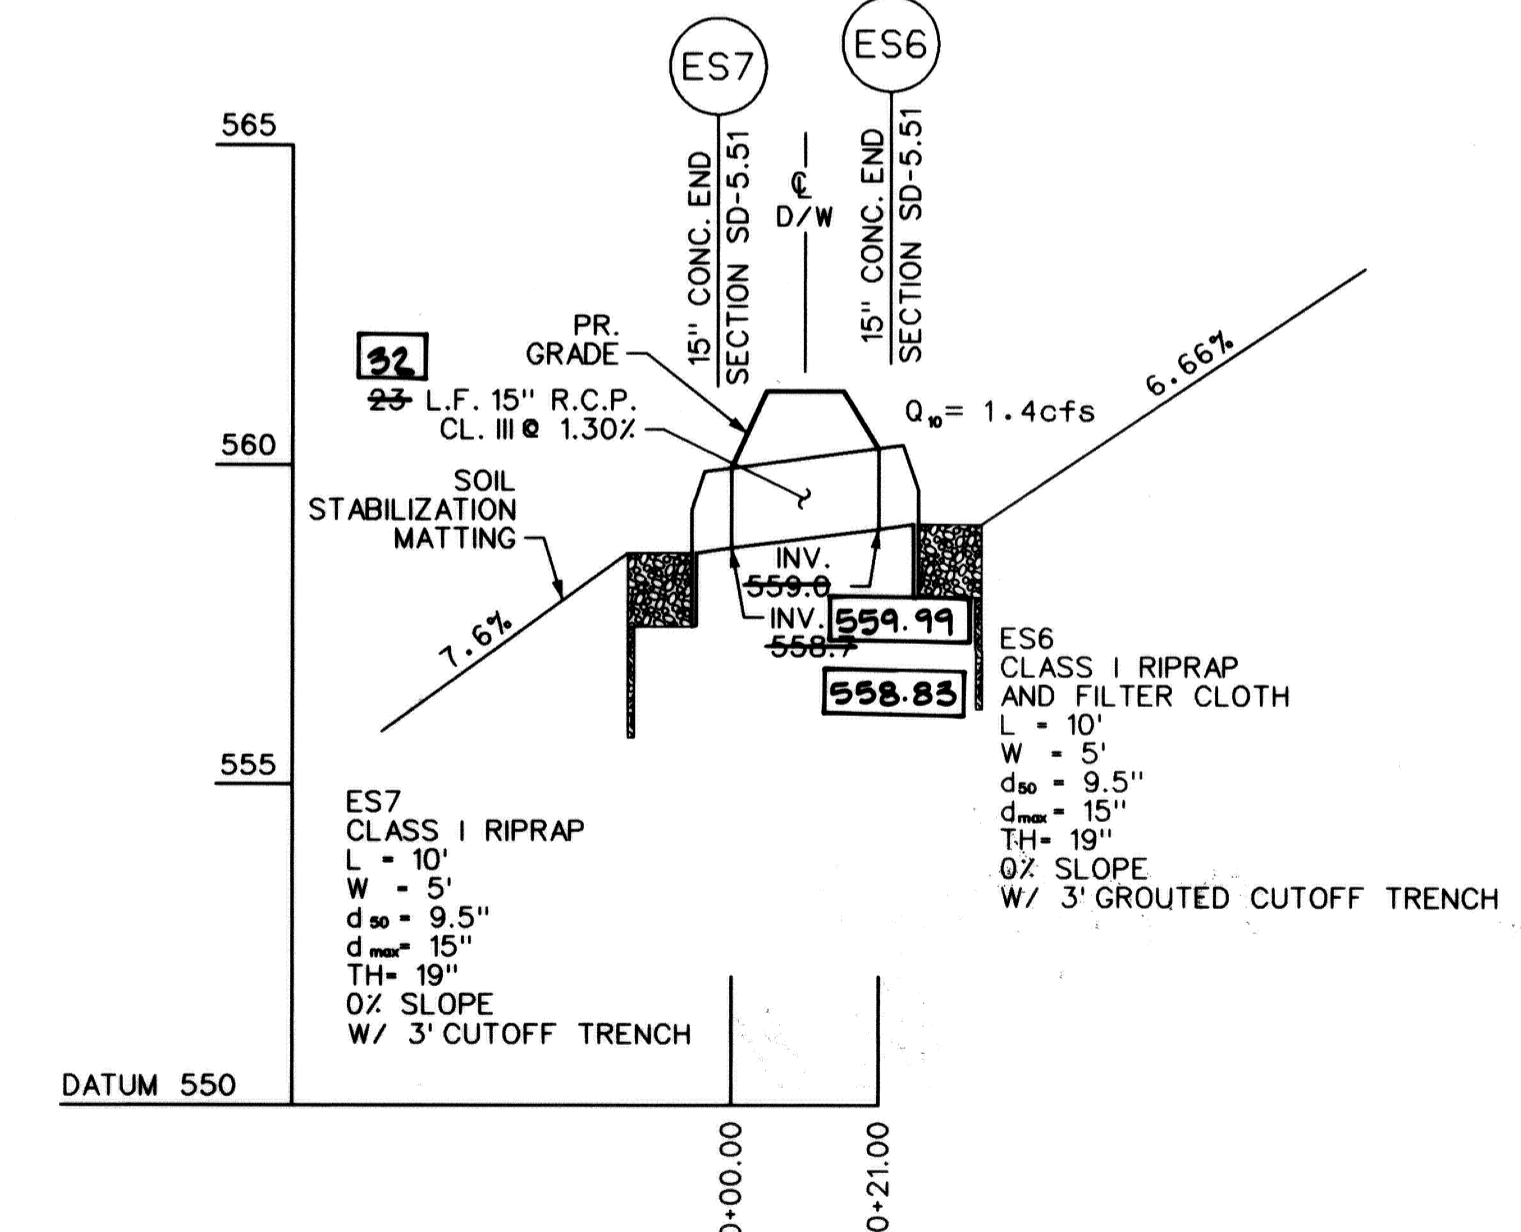 ES7
ES6
15" CONC. END
SECTION SD-5.51
℄
D/W
15" CONC. END
SECTION SD-5.51
565
560
555
DATUM 550
PR.
GRADE
32
23 L.F. 15" R.C.P.
CL. III @ 1.30%
SOIL
STABILIZATION
MATTING
7.6%
6.66%
Q10 = 1.4cfs
INV.
559.0
559.99
INV.
558.7
558.83
ES6
CLASS I RIPRAP
AND FILTER CLOTH
L = 10'
W = 5'
d50 = 9.5"
dmax = 15"
TH= 19"
0% SLOPE
W/ 3' GROUTED CUTOFF TRENCH
ES7
CLASS I RIPRAP
L = 10'
W = 5'
d50 = 9.5"
dmax= 15"
TH= 19"
0% SLOPE
W/ 3' CUTOFF TRENCH
0+00.00
0+21.00